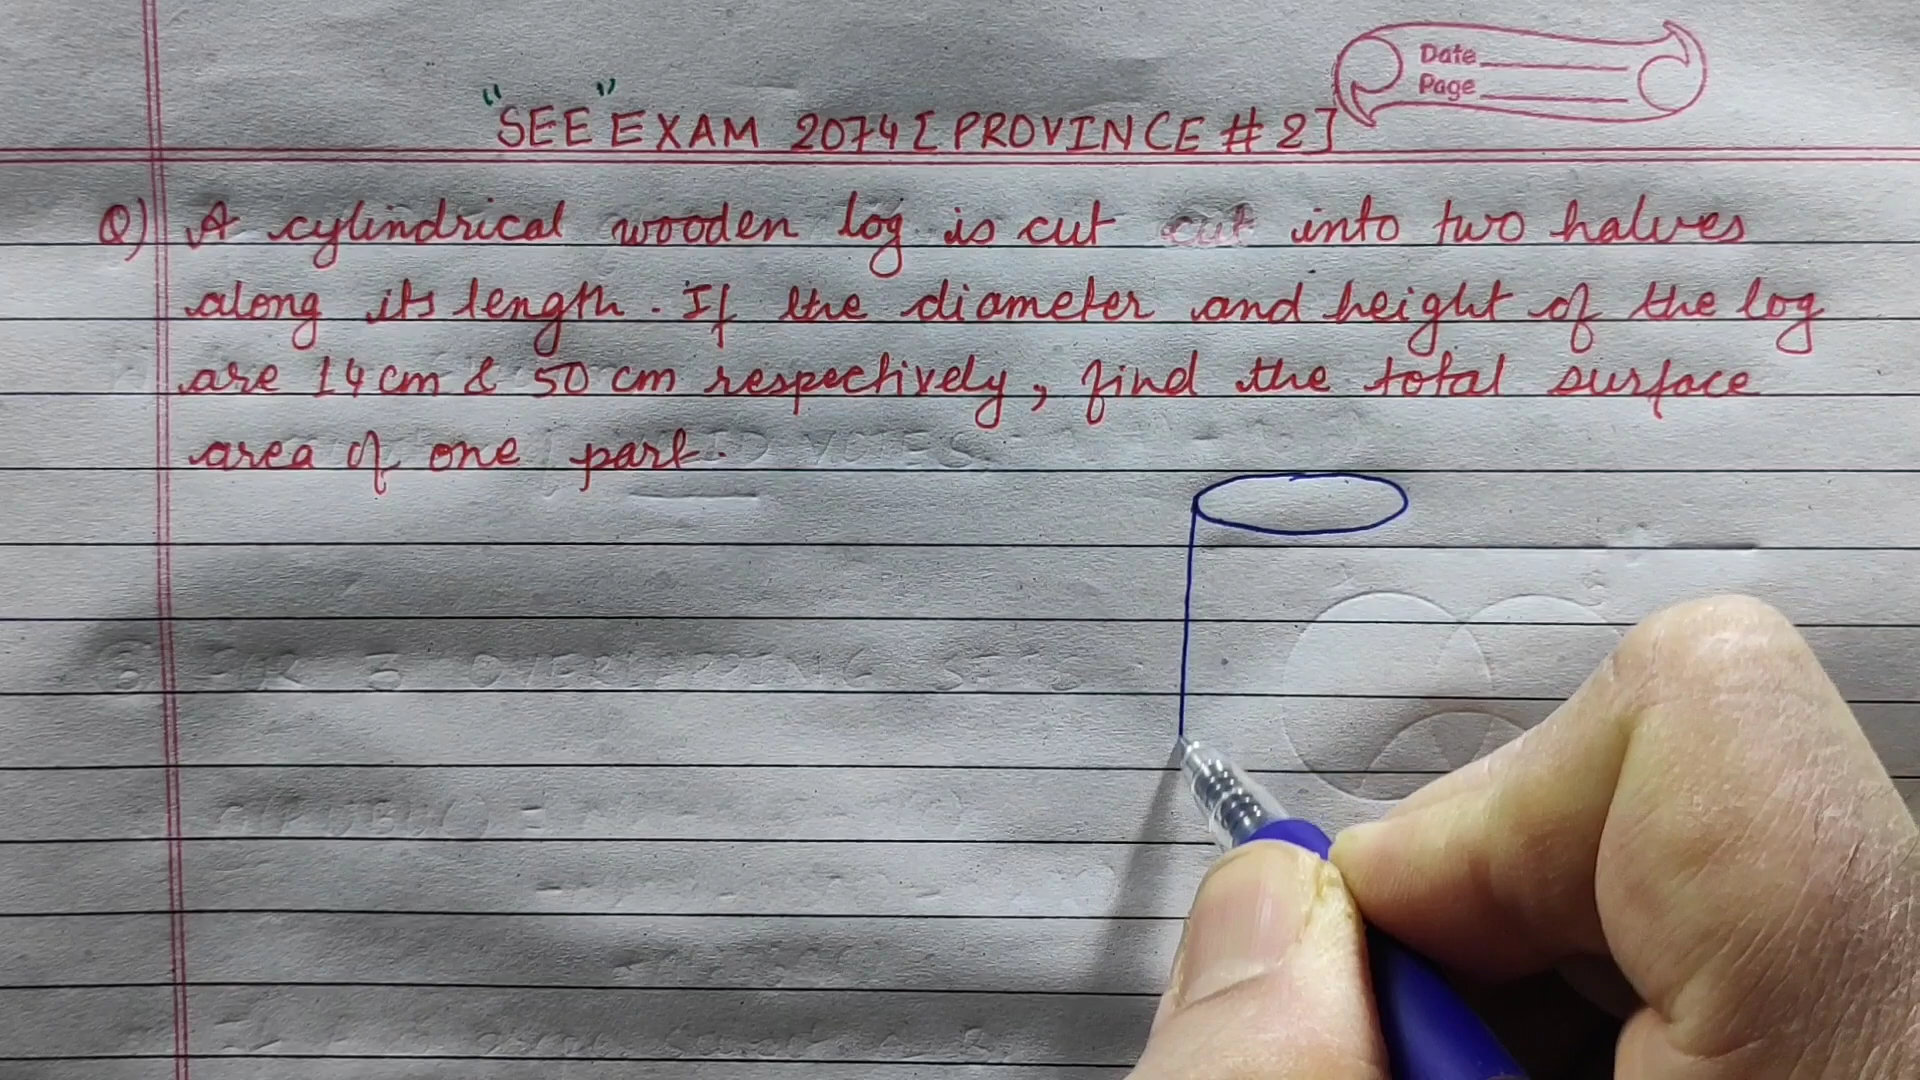 Date
Page
"SEE" EXAM 2074 [PROVINCE # 2]
Q) A cylindrical wooden log is cut cut into two halves
along its length. If the diameter and height of the log
are 14 cm & 50 cm respectively, find the total surface
area of one part.